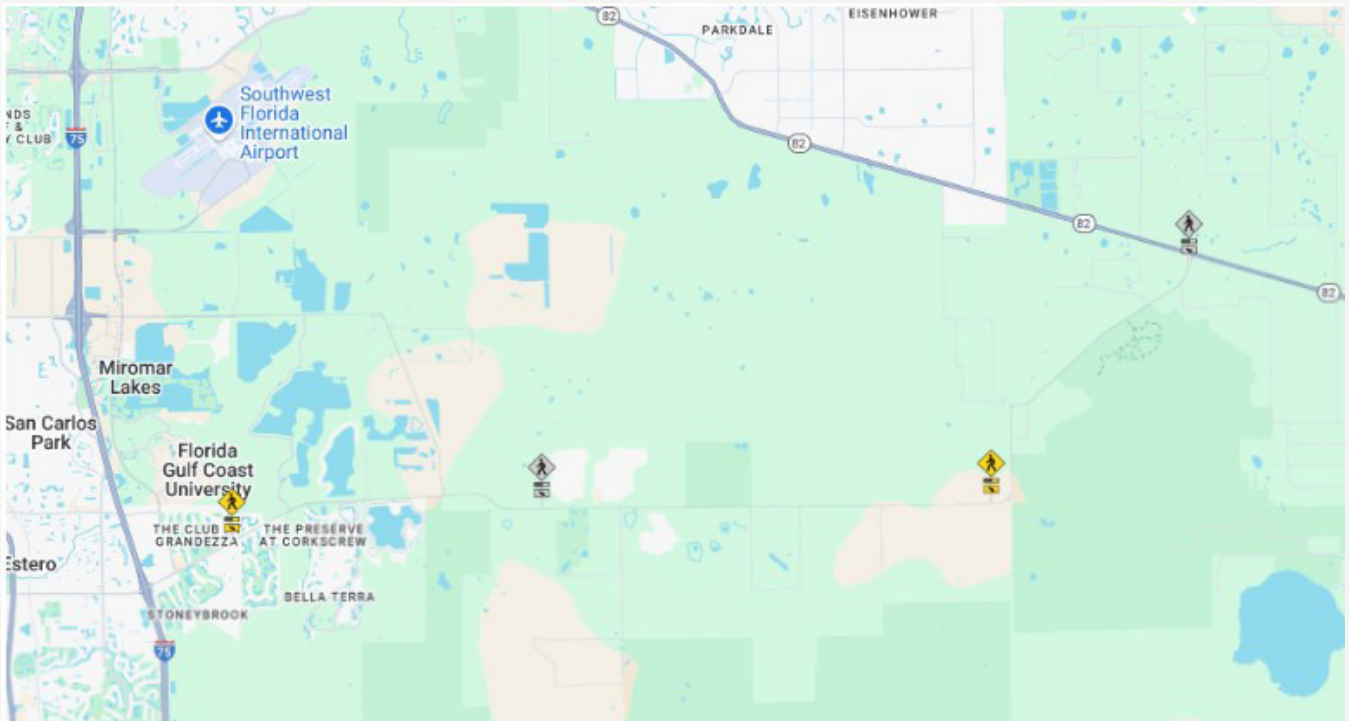 82
EISENHOWER
PARKDALE
Southwest
Florida
International
Airport
NDS
F &
Y CLUB
75
82
82
82
Miromar
Lakes
San Carlos
Park
Florida
Gulf Coast
University
THE CLUB
GRANDEZZA
THE PRESERVE
AT CORKSCREW
Estero
BELLA TERRA
STONEYBROOK
75